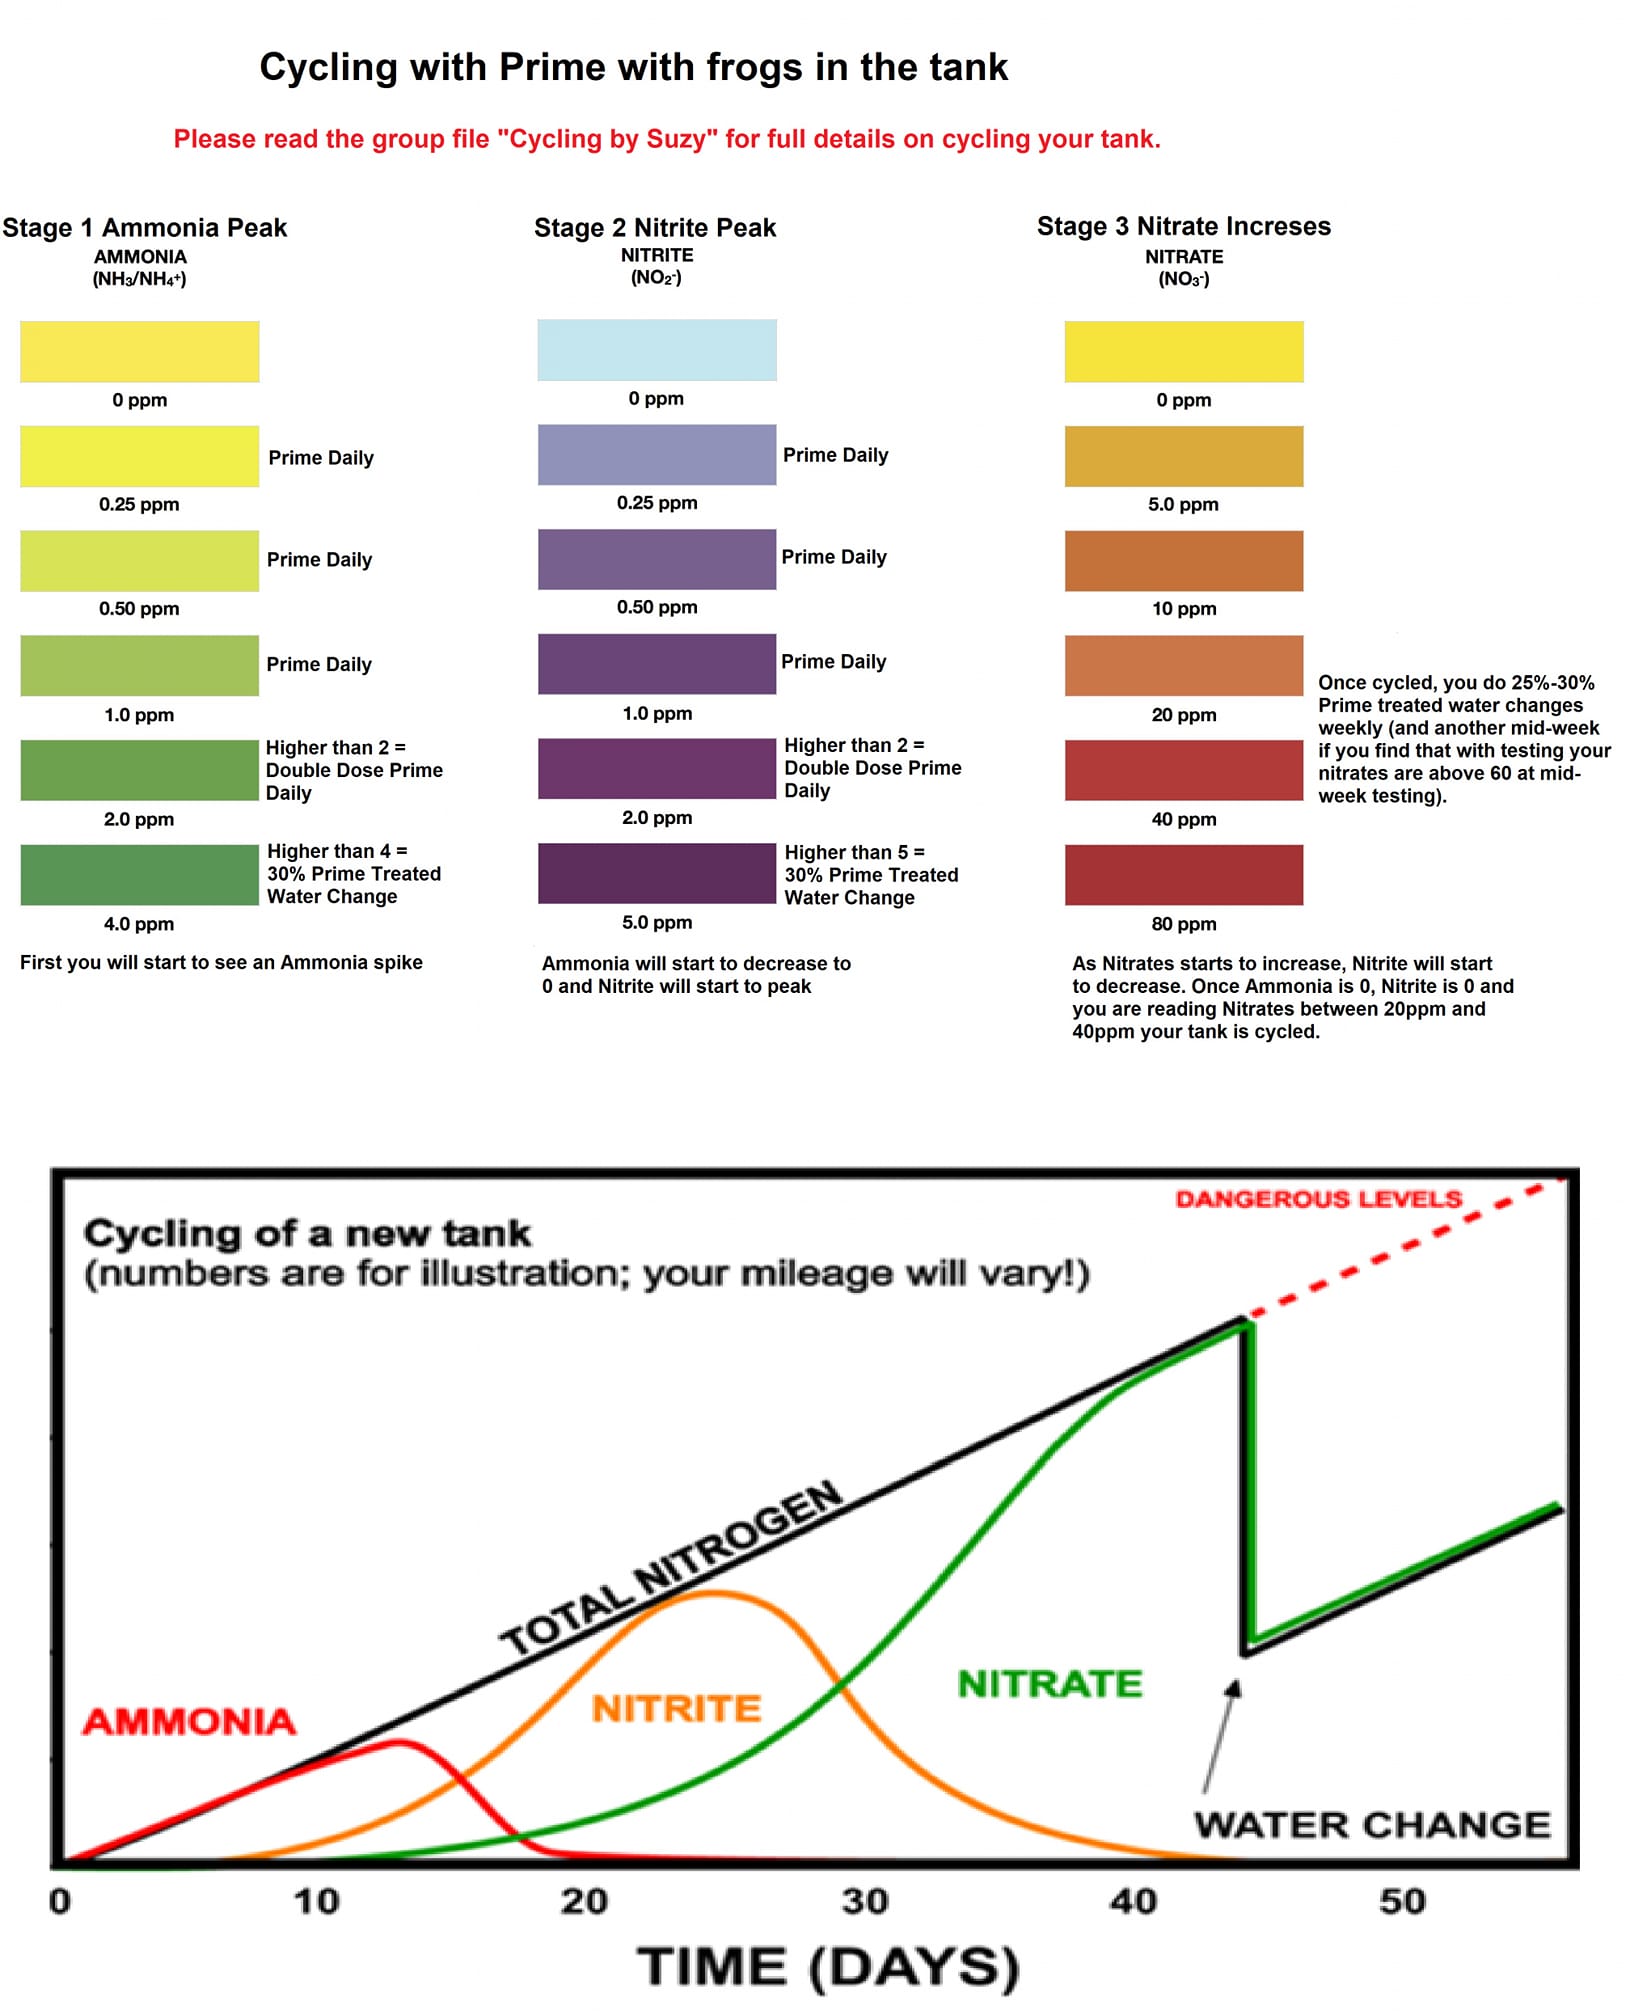 Cycling with Prime with frogs in the tank
Please read the group file "Cycling by Suzy" for full details on cycling your tank.
Stage 1 Ammonia Peak
AMMONIA
(NH₃/NH₄⁺)
0 ppm
0.25 ppm
Prime Daily
0.50 ppm
Prime Daily
1.0 ppm
Prime Daily
2.0 ppm
Higher than 2 =
Double Dose Prime
Daily
4.0 ppm
Higher than 4 =
30% Prime Treated
Water Change
First you will start to see an Ammonia spike
Stage 2 Nitrite Peak
NITRITE
(NO₂⁻)
0 ppm
0.25 ppm
Prime Daily
0.50 ppm
Prime Daily
1.0 ppm
Prime Daily
2.0 ppm
Higher than 2 =
Double Dose Prime
Daily
5.0 ppm
Higher than 5 =
30% Prime Treated
Water Change
Ammonia will start to decrease to
0 and Nitrite will start to peak
Stage 3 Nitrate Increses
NITRATE
(NO₃⁻)
0 ppm
5.0 ppm
10 ppm
20 ppm
40 ppm
80 ppm
Once cycled, you do 25%-30%
Prime treated water changes
weekly (and another mid-week
if you find that with testing your
nitrates are above 60 at mid-
week testing).
As Nitrates starts to increase, Nitrite will start
to decrease. Once Ammonia is 0, Nitrite is 0 and
you are reading Nitrates between 20ppm and
40ppm your tank is cycled.
Cycling of a new tank
(numbers are for illustration; your mileage will vary!)
DANGEROUS LEVELS
TOTAL NITROGEN
AMMONIA
NITRITE
NITRATE
WATER CHANGE
0 10 20 30 40 50
TIME (DAYS)